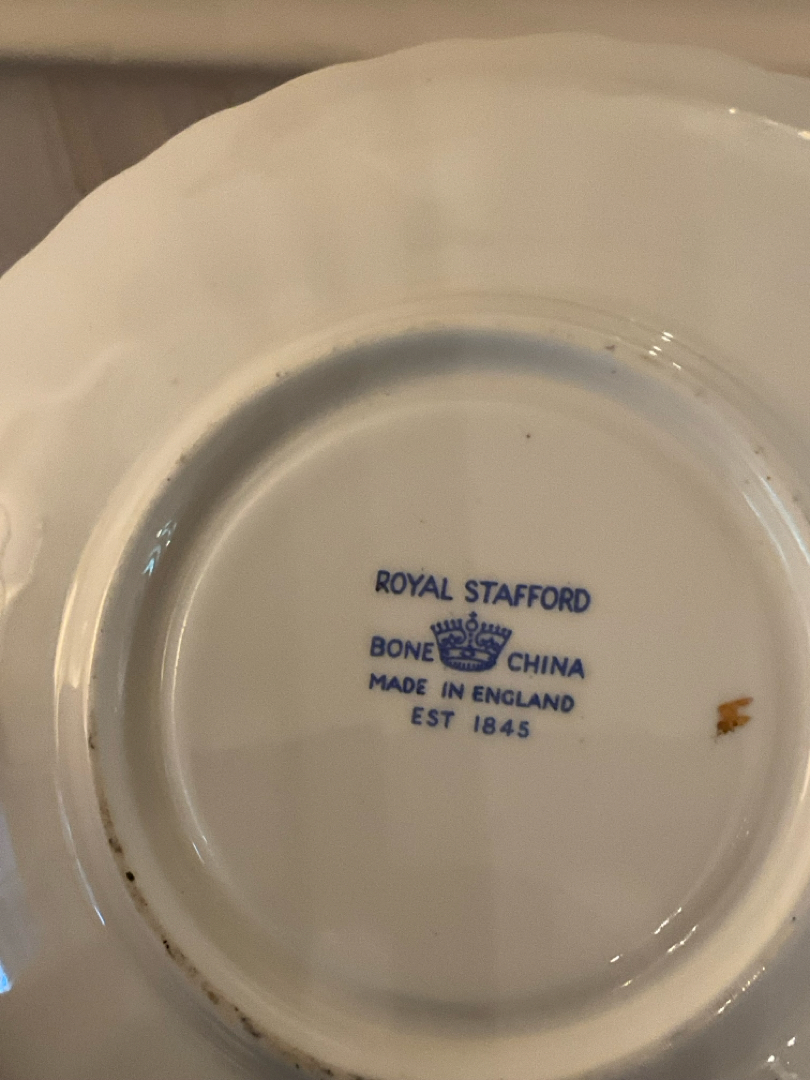 ROYAL STAFFORD
BONE CHINA
MADE IN ENGLAND
EST 1845